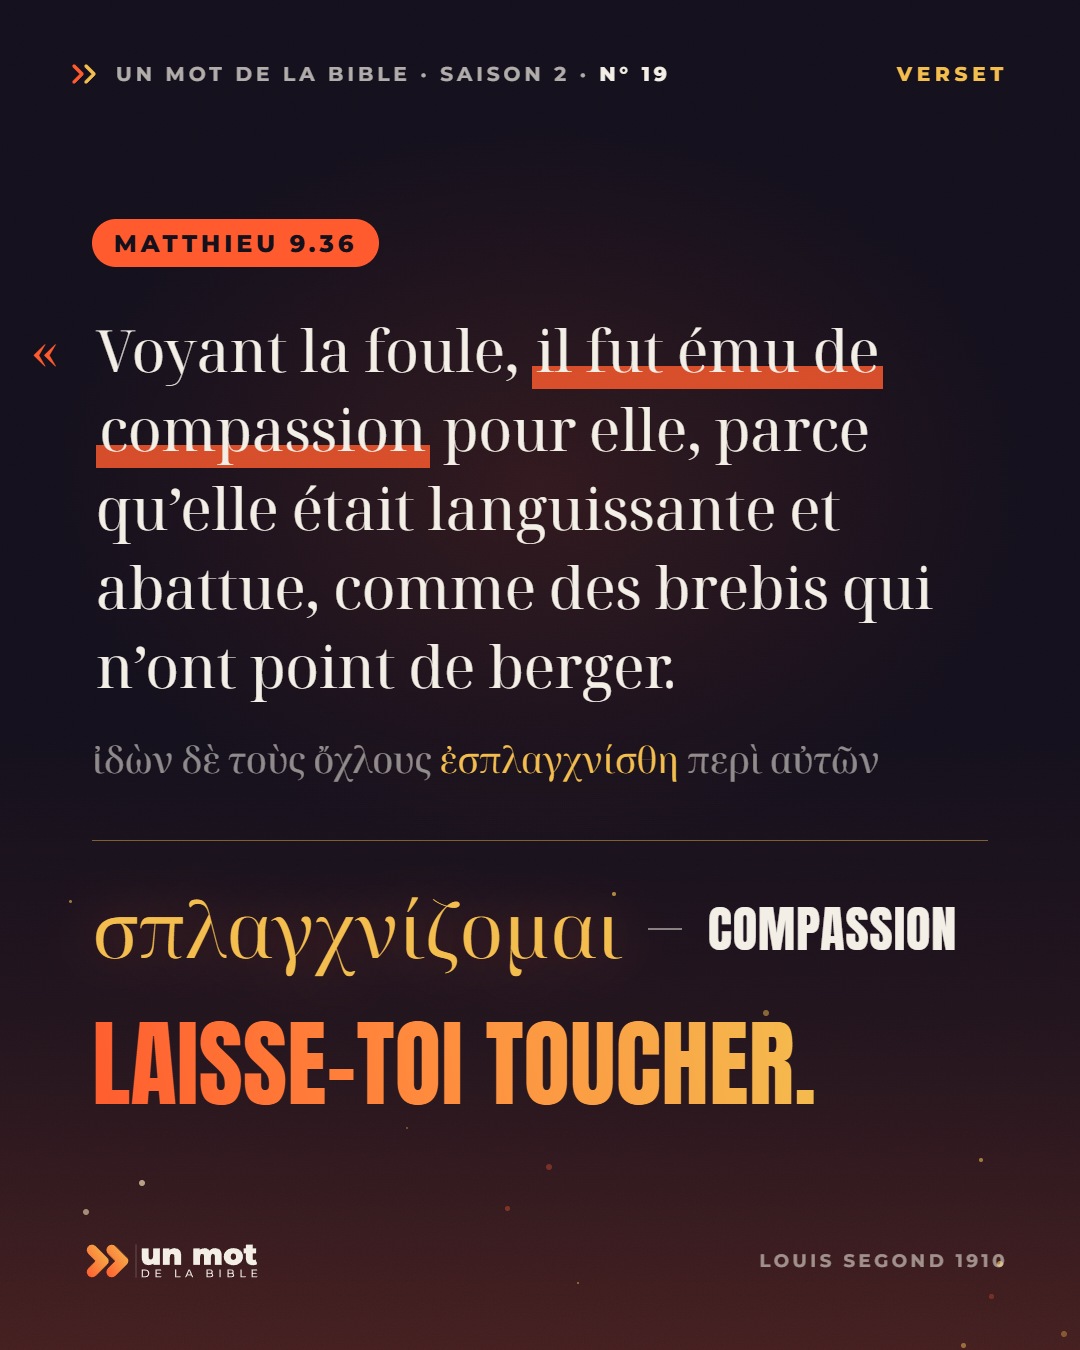 UN MOT DE LA BIBLE · SAISON 2 · N° 19
VERSET
MATTHIEU 9.36
« Voyant la foule, il fut ému de
compassion pour elle, parce
qu’elle était languissante et
abattue, comme des brebis qui
n’ont point de berger.
ἰδὼν δὲ τοὺς ὄχλους ἐσπλαγχνίσθη περὶ αὐτῶν
σπλαγχνίζομαι — COMPASSION
LAISSE-TOI TOUCHER.
un mot
DE LA BIBLE
LOUIS SEGOND 1910